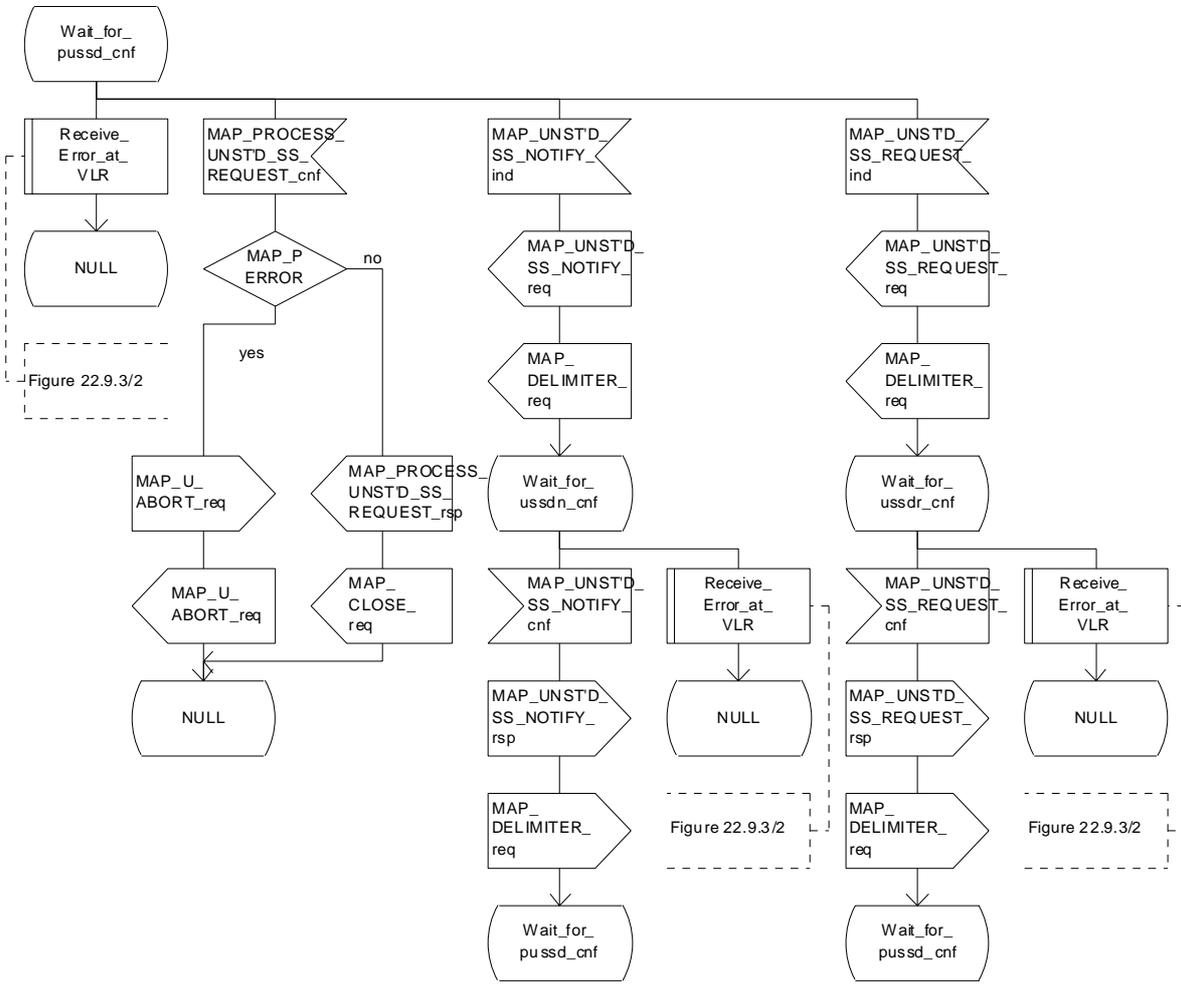 Wait_for_
pussd_cnf
Receive_
Error_at_
VLR
MAP_PROCESS_
UNST'D_SS_
REQUEST_cnf
MAP_UNST'D_
SS_NOTIFY_
ind
MAP_UNST'D_
SS_REQUEST_
ind
NULL
MAP_P
ERROR
no
MAP_UNST'D_
SS_NOTIFY_
req
MAP_UNST'D_
SS_REQUEST_
req
yes
Figure 22.9.3/2
MAP_
DELIMITER_
req
MAP_
DELIMITER_
req
MAP_U_
ABORT_req
MAP_PROCESS_
UNST'D_SS_
REQUEST_rsp
Wait_for_
ussdn_cnf
Wait_for_
ussdr_cnf
MAP_U_
ABORT_req
MAP_
CLOSE_
req
MAP_UNST'D_
SS_NOTIFY_
cnf
Receive_
Error_at_
VLR
MAP_UNST'D_
SS_REQUEST_
cnf
Receive_
Error_at_
VLR
NULL
MAP_UNST'D_
SS_NOTIFY_
rsp
NULL
MAP_UNST'D_
SS_REQUEST_
rsp
NULL
MAP_
DELIMITER_
req
Figure 22.9.3/2
MAP_
DELIMITER_
req
Figure 22.9.3/2
Wait_for_
pussd_cnf
Wait_for_
pussd_cnf